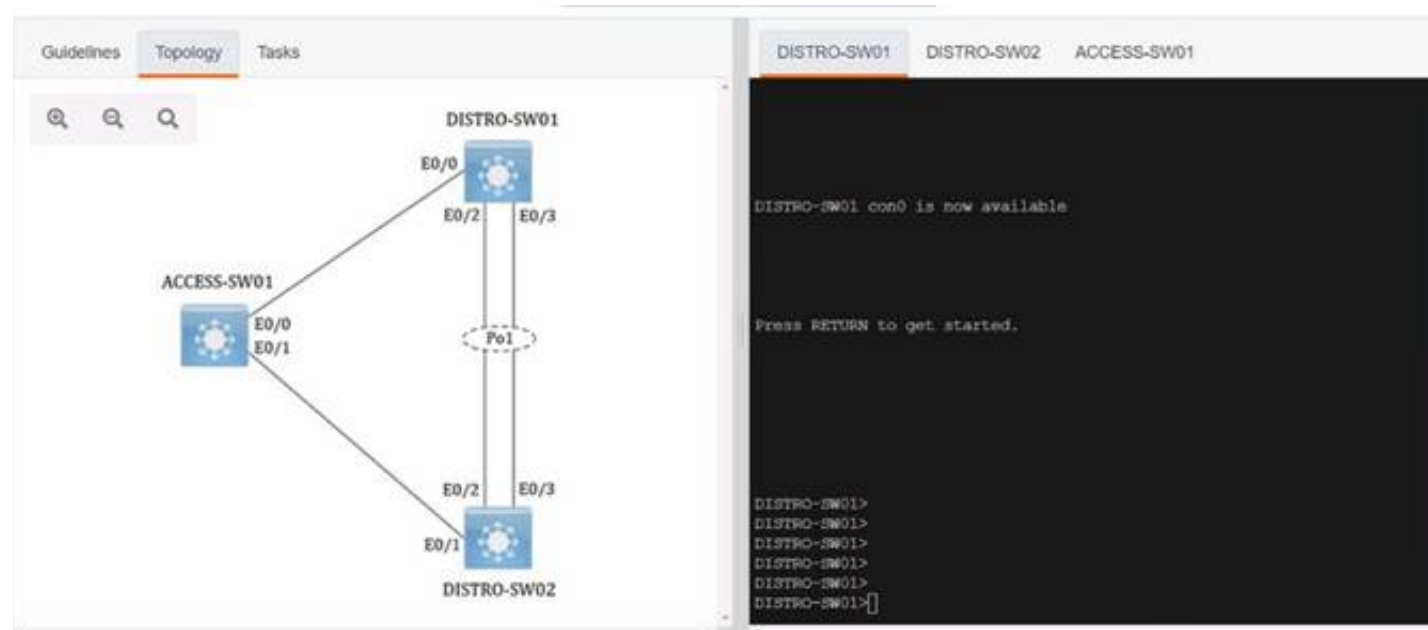 Guidelines Topology Tasks
DISTRO-SW01
E0/0
E0/2 E0/3
ACCESS-SW01
E0/0
E0/1
Po1
E0/2 E0/3
E0/1
DISTRO-SW02
DISTRO-SW01 DISTRO-SW02 ACCESS-SW01
DISTRO-SW01 con0 is now available
Press RETURN to get started.
DISTRO-SW01>
DISTRO-SW01>
DISTRO-SW01>
DISTRO-SW01>
DISTRO-SW01>
DISTRO-SW01>